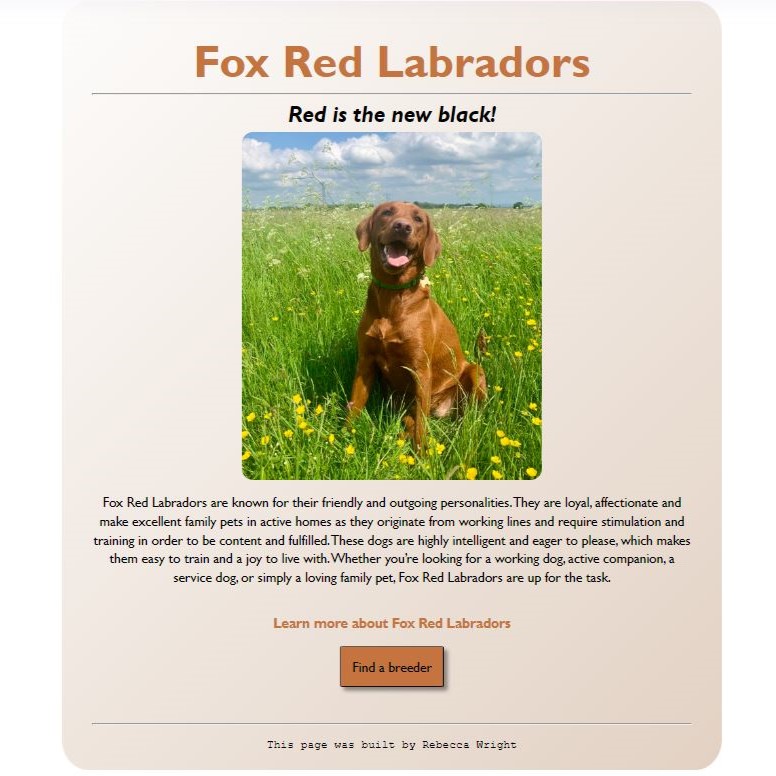 Fox Red Labradors
Red is the new black!
Fox Red Labradors are known for their friendly and outgoing personalities. They are loyal, affectionate and
make excellent family pets in active homes as they originate from working lines and require stimulation and
training in order to be content and fulfilled. These dogs are highly intelligent and eager to please, which makes
them easy to train and a joy to live with. Whether you're looking for a working dog, active companion, a
service dog, or simply a loving family pet, Fox Red Labradors are up for the task.
Learn more about Fox Red Labradors
Find a breeder
This page was built by Rebecca Wright